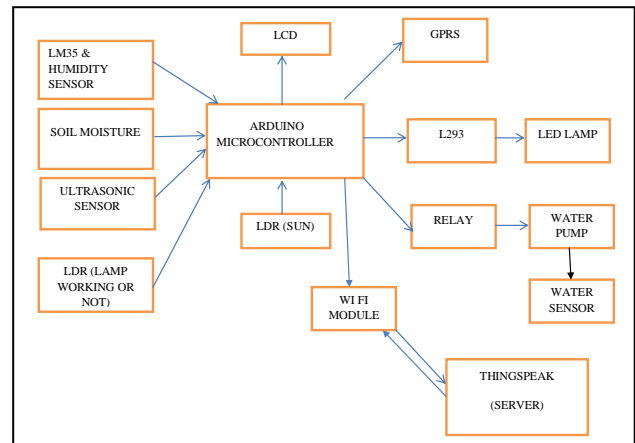 LM35 &
HUMIDITY
SENSOR
LCD
GPRS
SOIL MOISTURE
ARDUINO
MICROCONTROLLER
L293
LED LAMP
ULTRASONIC
SENSOR
LDR (SUN)
RELAY
WATER
PUMP
LDR (LAMP
WORKING OR
NOT)
WI FI
MODULE
WATER
SENSOR
THINGSPEAK
(SERVER)